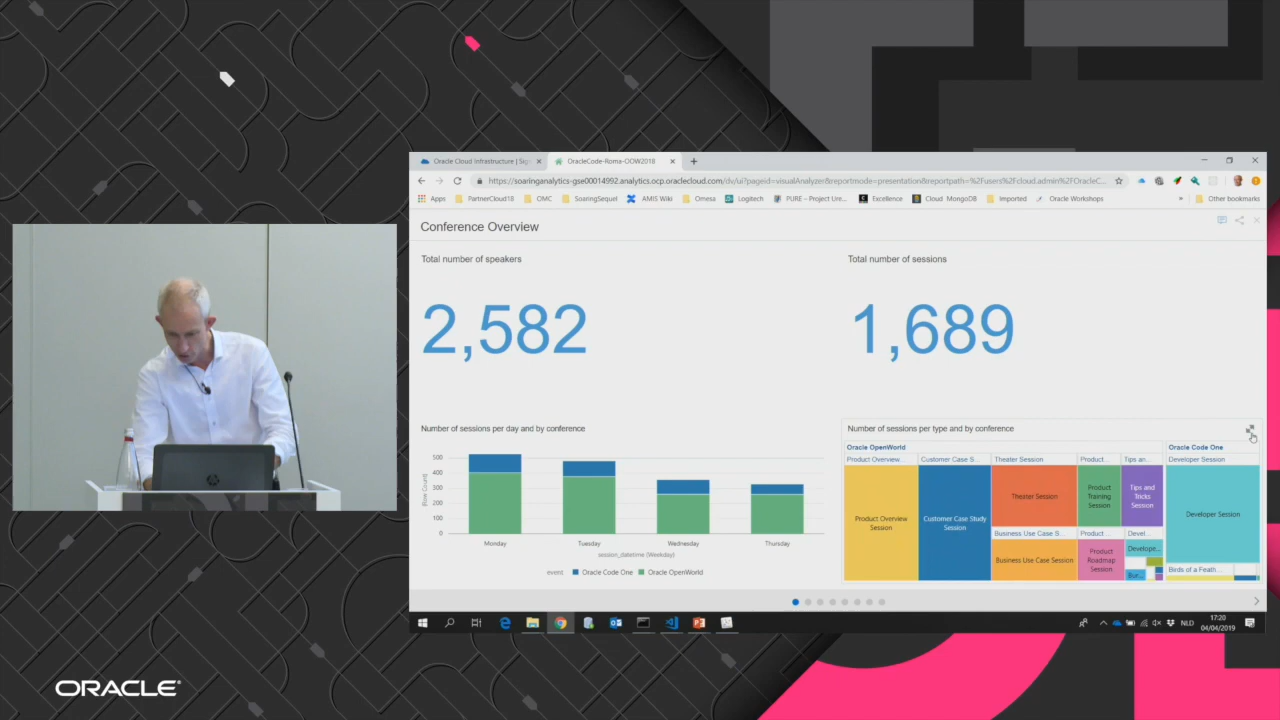 Oracle Cloud Infrastructure | Sig
OracleCode-Roma-OOW2018
https://soaringanalytics-gse00014992.analytics.ocp.oraclecloud.com/dv/ui?pageid=visualAnalyzer&reportmode=presentation&reportpath=%2Fusers%2Fcloud.admin%2FOracleC...
Apps PartnerCloud18 OMC SoaringSequel AMIS Wiki Omesa Logitech PURE – Project Ure... Excellence Cloud MongoDB Imported Oracle Workshops » Other bookmarks
Conference Overview
Total number of speakers
2,582
Total number of sessions
1,689
Number of sessions per day and by conference
(Row Count)
500
400
300
200
100
0
Monday Tuesday Wednesday Thursday
session_datetime (Weekday)
event Oracle Code One Oracle OpenWorld
Number of sessions per type and by conference
Oracle OpenWorld Oracle Code One
Product Overview... Customer Case S... Theater Session Product... Tips an... Developer Session
Product Overview
Session
Customer Case Study
Session
Theater Session
Product
Training
Session
Tips and
Tricks
Session
Developer Session
Business Use Case S... Product ... Devel...
Business Use Case Session
Product
Roadmap
Session
Develope...
Bus...
Birds of a Feath...
NLD
17:20
04/04/2019
hp
ORACLE®